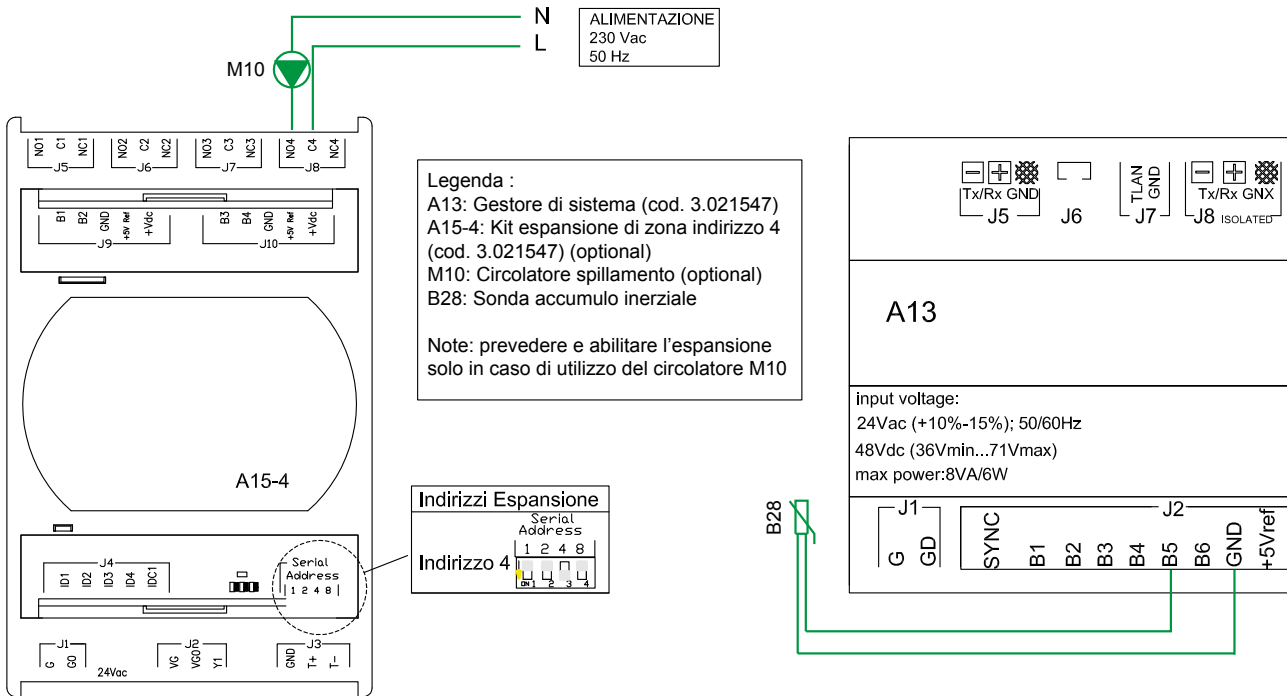 N
L
ALIMENTAZIONE
230 Vac
50 Hz
M10
NO1 C1 NC1
J5
NO2 C2 NC2
J6
NO3 C3 NC3
J7
NO4 C4 NC4
J8
B1 B2 GND +5V Ref +Vdc
J9
B3 B4 GND +5V Ref +Vdc
J10
A15-4
J4
ID1 ID2 ID3 ID4 IDC1
Serial
Address
1 2 4 8
J1
G G0
24Vac
J2
VG VG0 Y1
J3
GND T+ T-
Legenda :
A13: Gestore di sistema (cod. 3.021547)
A15-4: Kit espansione di zona indirizzo 4
(cod. 3.021547) (optional)
M10: Circolatore spillamento (optional)
B28: Sonda accumulo inerziale
Note: prevedere e abilitare l'espansione
solo in caso di utilizzo del circolatore M10
Indirizzi Espansione
Serial
Address
1 2 4 8
Indirizzo 4
ON 1 2 3 4
- + 
Tx/Rx GND
J5
J6
TLAN
GND
J7
- +
Tx/Rx GNX
J8 ISOLATED
A13
input voltage:
24Vac (+10%-15%); 50/60Hz
48Vdc (36Vmin...71Vmax)
max power:8VA/6W
J1
G GD
J2
SYNC B1 B2 B3 B4 B5 B6 GND +5Vref
B28